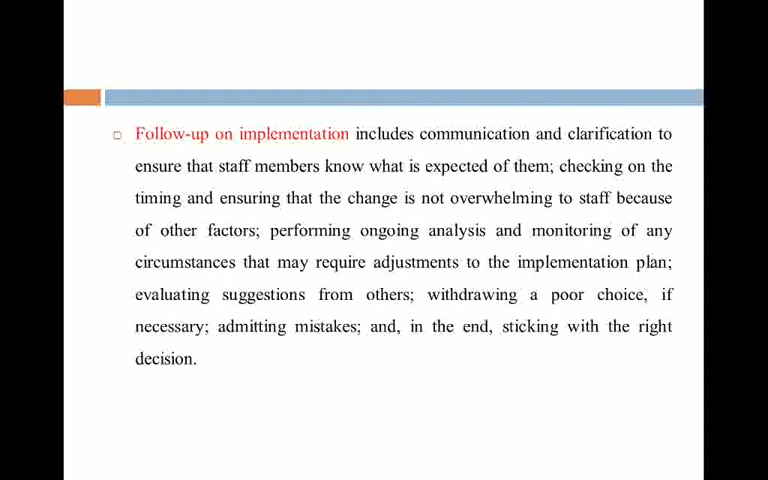 Follow-up on implementation includes communication and clarification to
ensure that staff members know what is expected of them; checking on the
timing and ensuring that the change is not overwhelming to staff because
of other factors; performing ongoing analysis and monitoring of any
circumstances that may require adjustments to the implementation plan;
evaluating suggestions from others; withdrawing a poor choice, if
necessary; admitting mistakes; and, in the end, sticking with the right
decision.